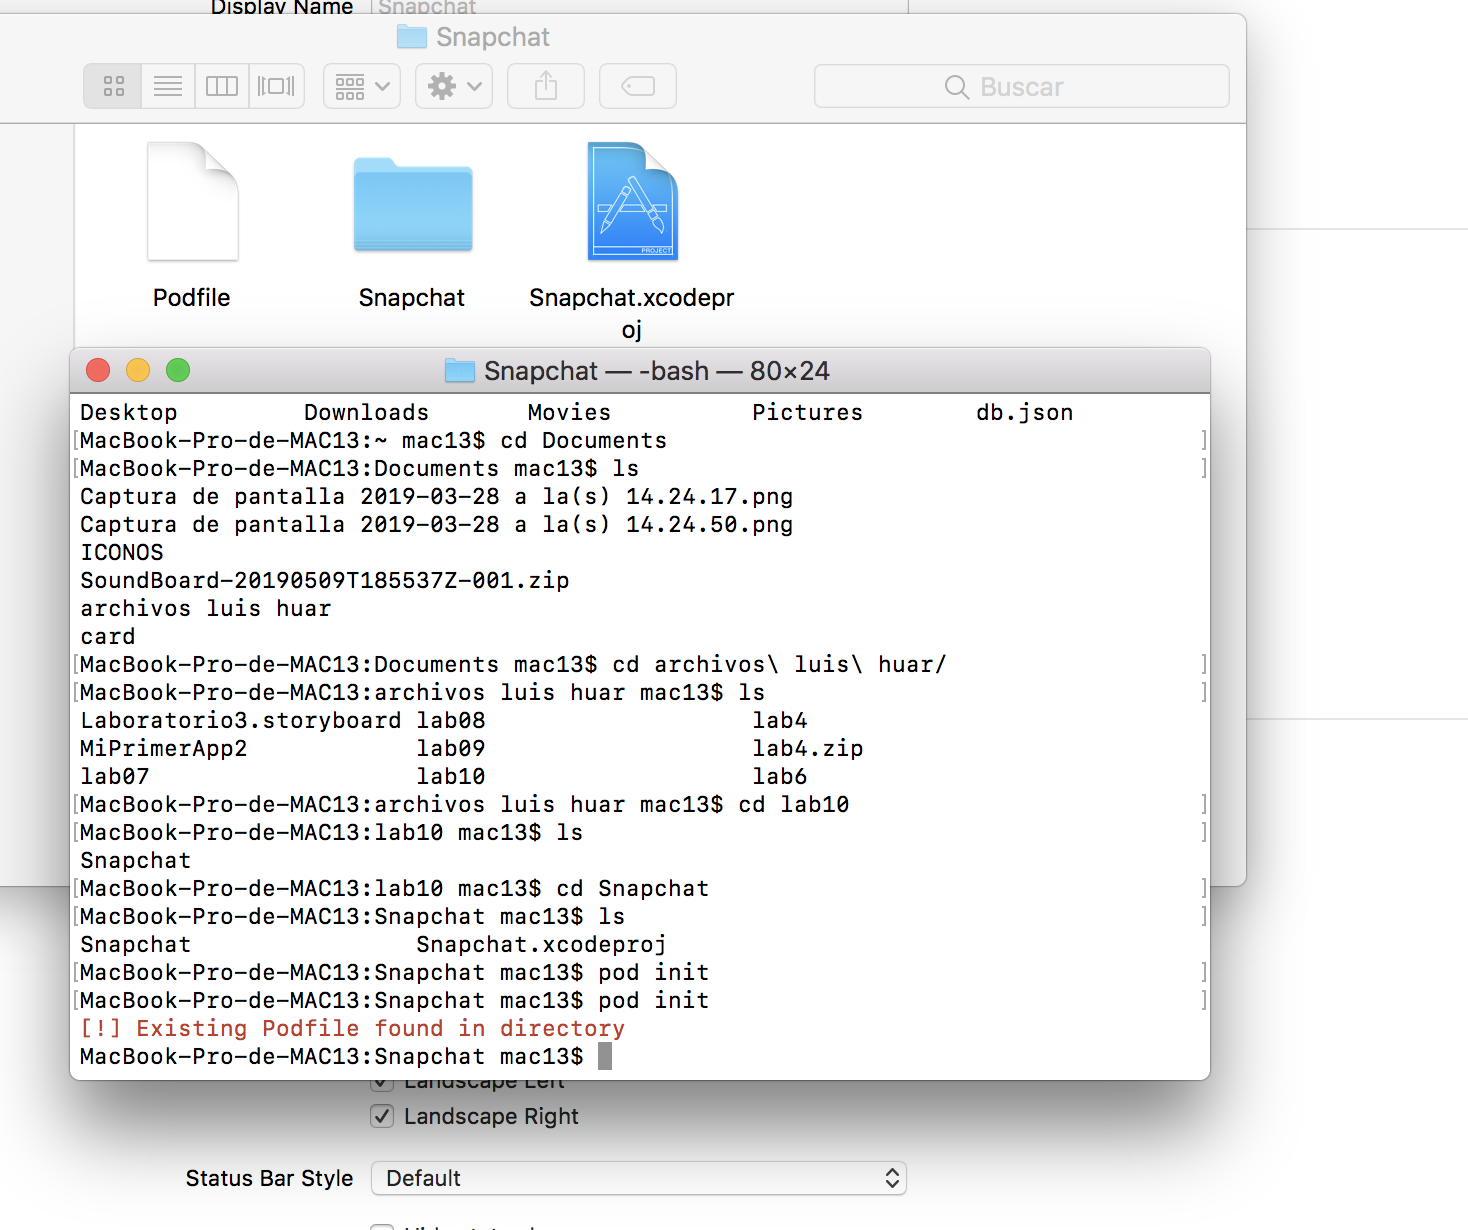 Display Name Snapchat
Snapchat
Buscar
PROJECT
Podfile Snapchat Snapchat.xcodepr
oj
Snapchat — -bash — 80×24
Desktop Downloads Movies Pictures db.json
[MacBook-Pro-de-MAC13:~ mac13$ cd Documents ]
[MacBook-Pro-de-MAC13:Documents mac13$ ls ]
Captura de pantalla 2019-03-28 a la(s) 14.24.17.png
Captura de pantalla 2019-03-28 a la(s) 14.24.50.png
ICONOS
SoundBoard-20190509T185537Z-001.zip
archivos luis huar
card
[MacBook-Pro-de-MAC13:Documents mac13$ cd archivos\ luis\ huar/ ]
[MacBook-Pro-de-MAC13:archivos luis huar mac13$ ls ]
Laboratorio3.storyboard lab08 lab4
MiPrimerApp2 lab09 lab4.zip
lab07 lab10 lab6
[MacBook-Pro-de-MAC13:archivos luis huar mac13$ cd lab10 ]
[MacBook-Pro-de-MAC13:lab10 mac13$ ls ]
Snapchat
[MacBook-Pro-de-MAC13:lab10 mac13$ cd Snapchat ]
[MacBook-Pro-de-MAC13:Snapchat mac13$ ls ]
Snapchat Snapchat.xcodeproj
[MacBook-Pro-de-MAC13:Snapchat mac13$ pod init ]
[MacBook-Pro-de-MAC13:Snapchat mac13$ pod init ]
[!] Existing Podfile found in directory
MacBook-Pro-de-MAC13:Snapchat mac13$
Landscape Left
Landscape Right
Status Bar Style Default